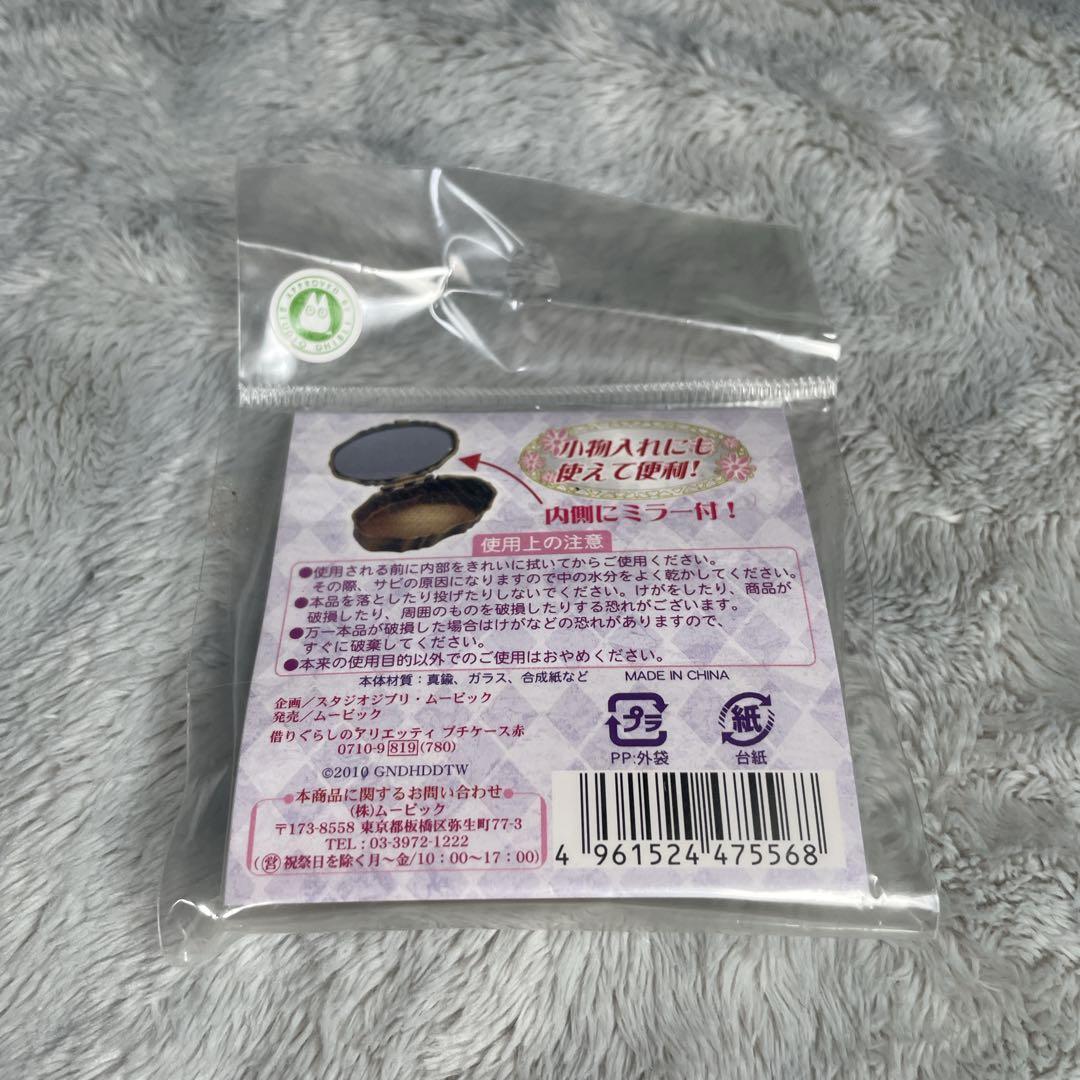 APPROVED BY STUDIO GHIBLI
小物入れにも
使えて便利!
内側にミラー付!
使用上の注意
●使用される前に内部をきれいに拭いてからご使用ください。
その際、サビの原因になりますので中の水分をよく乾かしてください。
●本品を落としたり投げたりしないでください。けがをしたり、商品が
破損したり、周囲のものを破損したりする恐れがございます。
●万一本品が破損した場合はけがなどの恐れがありますので、
すぐに破棄してください。
●本来の使用目的以外でのご使用はおやめください。
本体材質:真鍮、ガラス、合成紙など MADE IN CHINA
企画/スタジオジブリ・ムービック
発売/ムービック
借りぐらしのアリエッティ プチケース赤
0710-9 819 (780)
©2010 GNDHDDTW
プラ
PP:外袋
紙
台紙
●本商品に関するお問い合わせ●
(株)ムービック
〒173-8558 東京都板橋区弥生町77-3
TEL:03-3972-1222
(営 祝祭日を除く月～金/10:00～17:00)
4 961524 475568